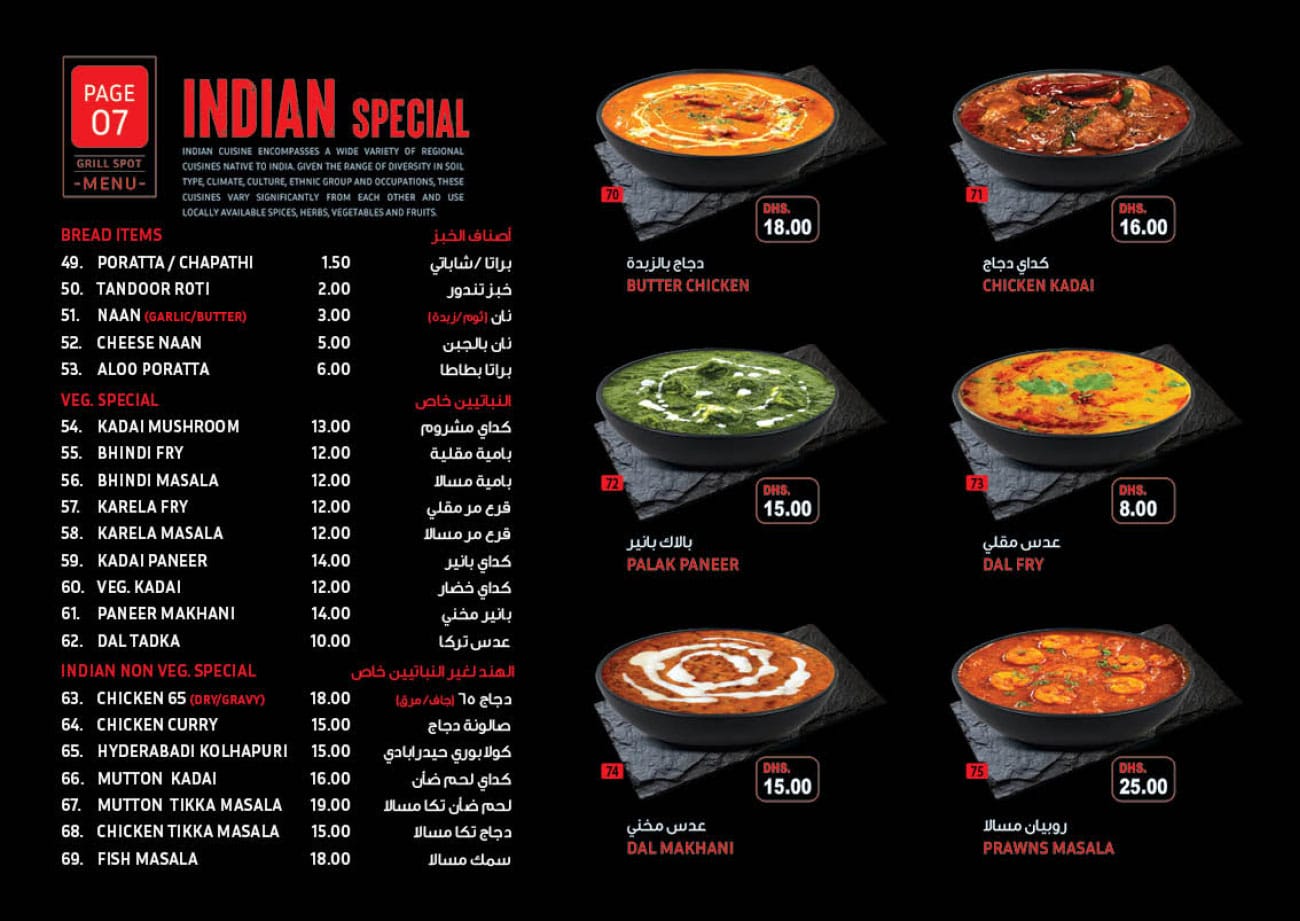 PAGE
07
GRILL SPOT
-MENU-
INDIAN SPECIAL
INDIAN CUISINE ENCOMPASSES A WIDE VARIETY OF REGIONAL
CUISINES NATIVE TO INDIA. GIVEN THE RANGE OF DIVERSITY IN SOIL
TYPE, CLIMATE, CULTURE, ETHNIC GROUP AND OCCUPATIONS, THESE
CUISINES VARY SIGNIFICANTLY FROM EACH OTHER AND USE
LOCALLY AVAILABLE SPICES, HERBS, VEGETABLES AND FRUITS.
BREAD ITEMS أصناف الخبز
49. PORATTA / CHAPATHI 1.50 براتا /شاباتي
50. TANDOOR ROTI 2.00 خبز تندور
51. NAAN (GARLIC/BUTTER) 3.00 نان (ثوم/زبدة)
52. CHEESE NAAN 5.00 نان بالجبن
53. ALOO PORATTA 6.00 براتا بطاطا
VEG. SPECIAL النباتيين خاص
54. KADAI MUSHROOM 13.00 كداي مشروم
55. BHINDI FRY 12.00 بامية مقلية
56. BHINDI MASALA 12.00 بامية مسالا
57. KARELA FRY 12.00 قرع مر مقلي
58. KARELA MASALA 12.00 قرع مر مسالا
59. KADAI PANEER 14.00 كداي بانير
60. VEG. KADAI 12.00 كداي خضار
61. PANEER MAKHANI 14.00 بانير مخني
62. DAL TADKA 10.00 عدس تركا
INDIAN NON VEG. SPECIAL الهند لغير النباتيين خاص
63. CHICKEN 65 (DRY/GRAVY) 18.00 دجاج ٦٥ (جاف/مرق)
64. CHICKEN CURRY 15.00 صالونة دجاج
65. HYDERABADI KOLHAPURI 15.00 كولابوري حيدرابادي
66. MUTTON KADAI 16.00 كداي لحم ضأن
67. MUTTON TIKKA MASALA 19.00 لحم ضأن تكا مسالا
68. CHICKEN TIKKA MASALA 15.00 دجاج تكا مسالا
69. FISH MASALA 18.00 سمك مسالا
70
DHS.
18.00
دجاج بالزبدة
BUTTER CHICKEN
71
DHS.
16.00
كداي دجاج
CHICKEN KADAI
72
DHS.
15.00
بالاك بانير
PALAK PANEER
73
DHS.
8.00
عدس مقلي
DAL FRY
74
DHS.
15.00
عدس مخني
DAL MAKHANI
75
DHS.
25.00
روبيان مسالا
PRAWNS MASALA